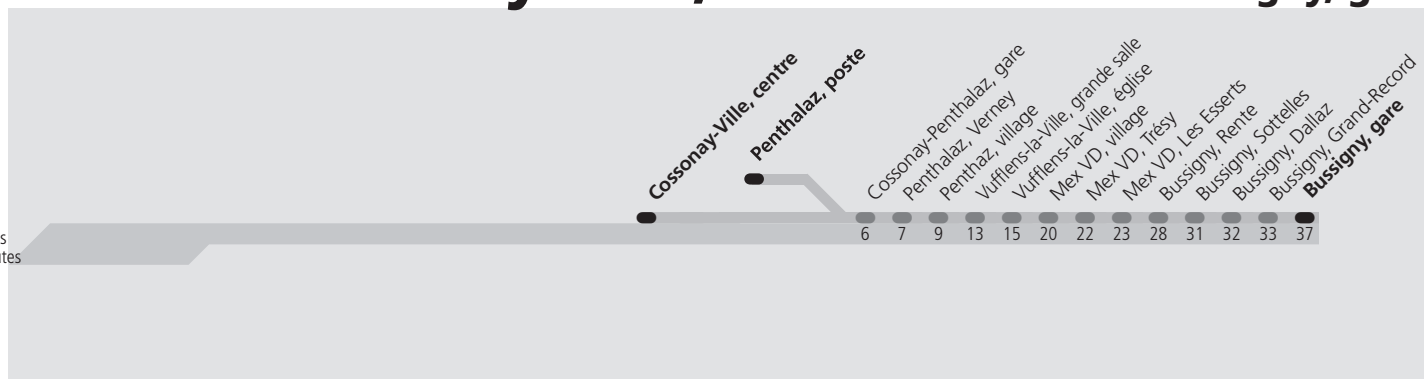 Cossonay-Ville, centre
Penthalaz, poste
Cossonay-Penthalaz, gare
Penthalaz, Verney
Penthaz, village
Vufflens-la-Ville, grande salle
Vufflens-la-Ville, église
Mex VD, village
Mex VD, Trésy
Mex VD, Les Esserts
Bussigny, Rente
Bussigny, Sottelles
Bussigny, Dallaz
Bussigny, Grand-Record
Bussigny, gare
6 7 9 13 15 20 22 23 28 31 32 33 37